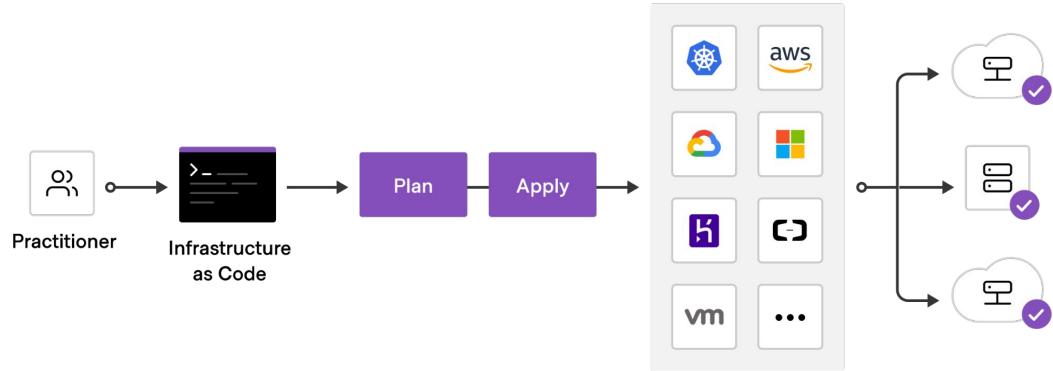 Practitioner
Infrastructure
as Code
Plan
Apply
aws
vm